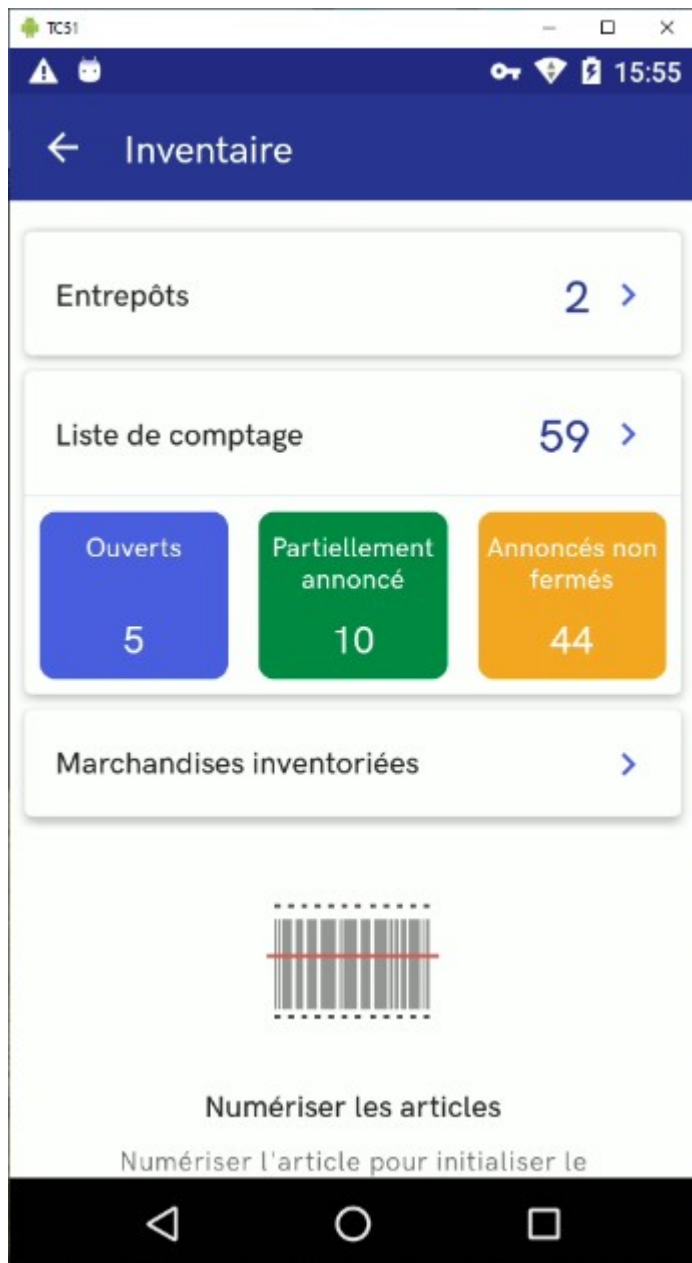 TC51
15:55
Inventaire
Entrepôts 2
Liste de comptage 59
Ouverts
5
Partiellement
annoncé
10
Annoncés non
fermés
44
Marchandises inventoriées
Numériser les articles
Numériser l'article pour initialiser le